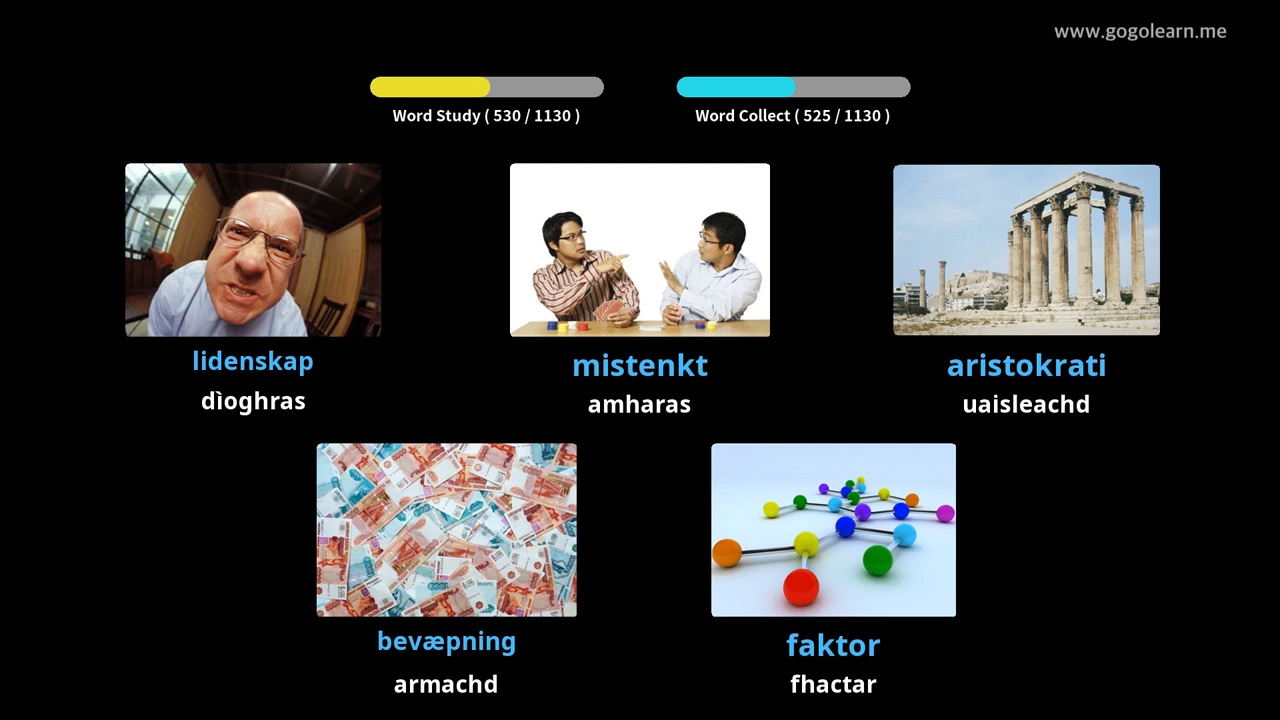 www.gogolearn.me
Word Study ( 530 / 1130 )
Word Collect ( 525 / 1130 )
lidenskap
dìoghras
mistenkt
amharas
aristokrati
uaisleachd
bevæpning
armachd
faktor
fhactar